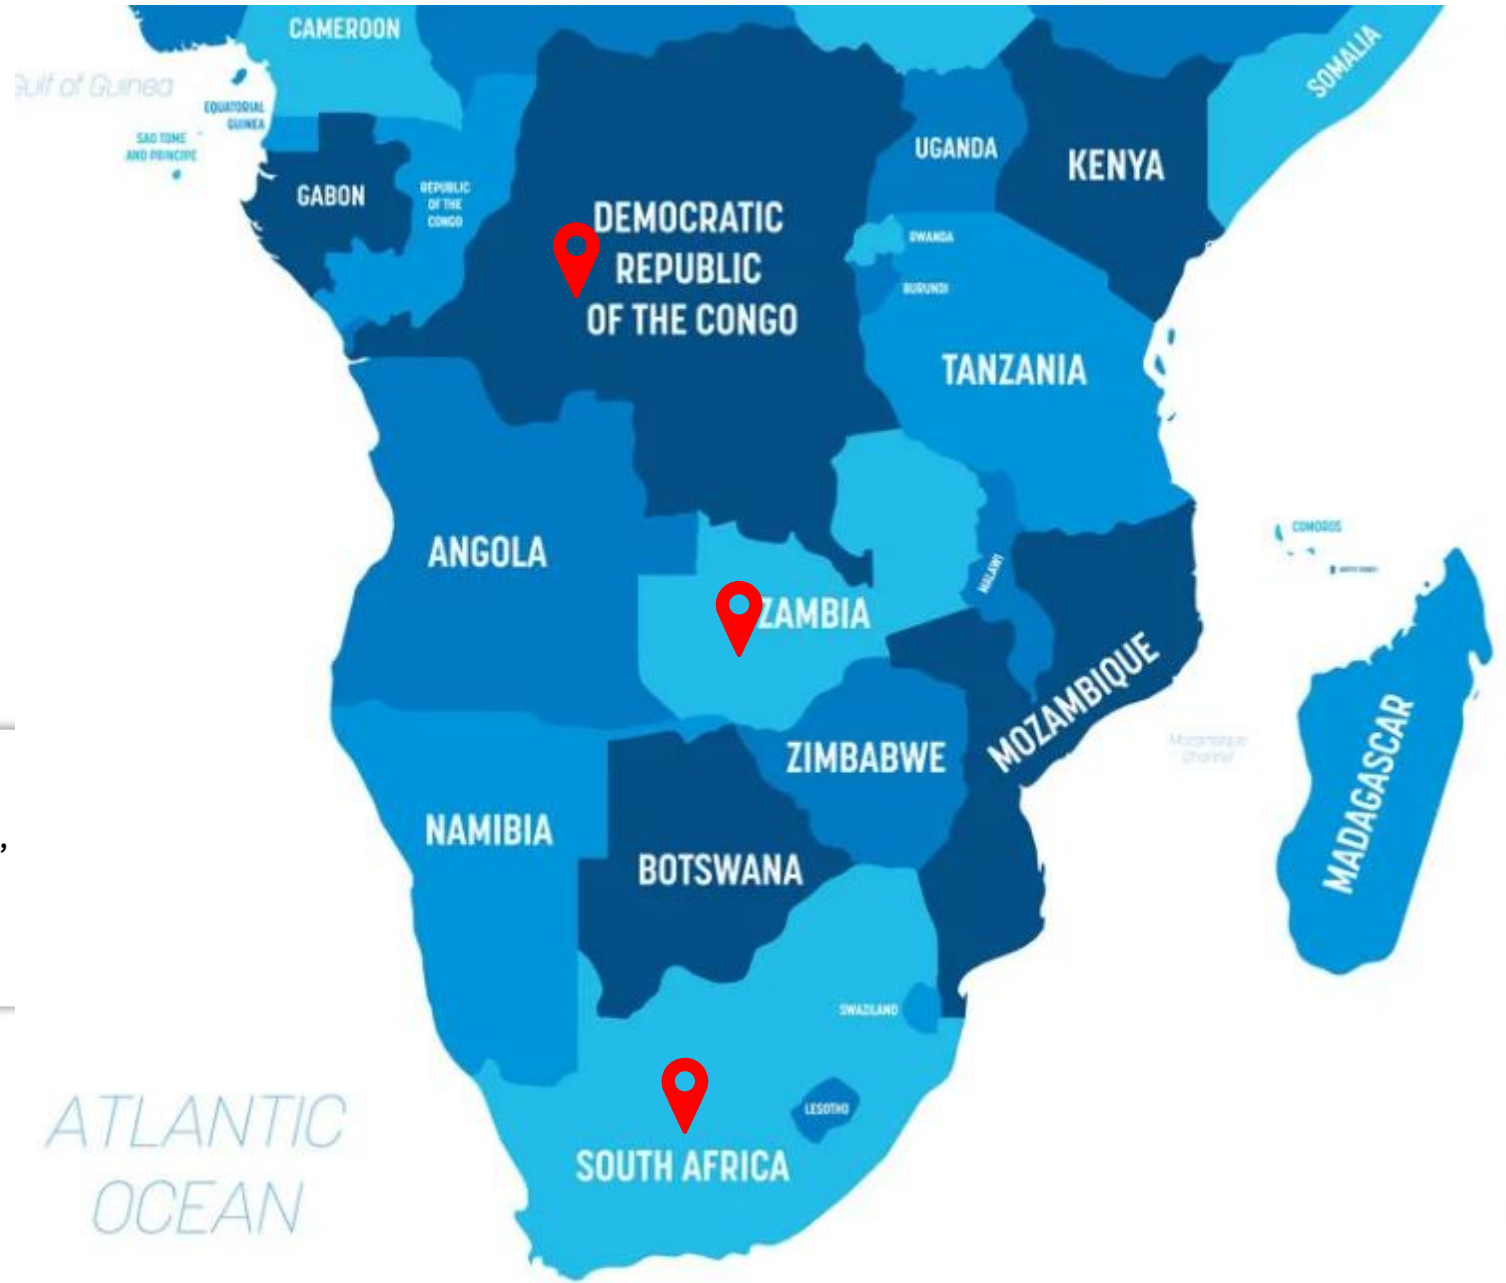 CAMEROON
SOMALIA
Gulf of Guinea
EQUATORIAL
GUINEA
SAO TOME
AND PRINCIPE
UGANDA
KENYA
GABON
REPUBLIC
OF THE
CONGO
DEMOCRATIC
REPUBLIC
OF THE CONGO
RWANDA
BURUNDI
TANZANIA
ANGOLA
COMOROS
MALAWI
ZAMBIA
MOZAMBIQUE
Mozambique
Channel
ZIMBABWE
MADAGASCAR
NAMIBIA
,
BOTSWANA
SWAZILAND
LESOTHO
ATLANTIC
OCEAN
SOUTH AFRICA